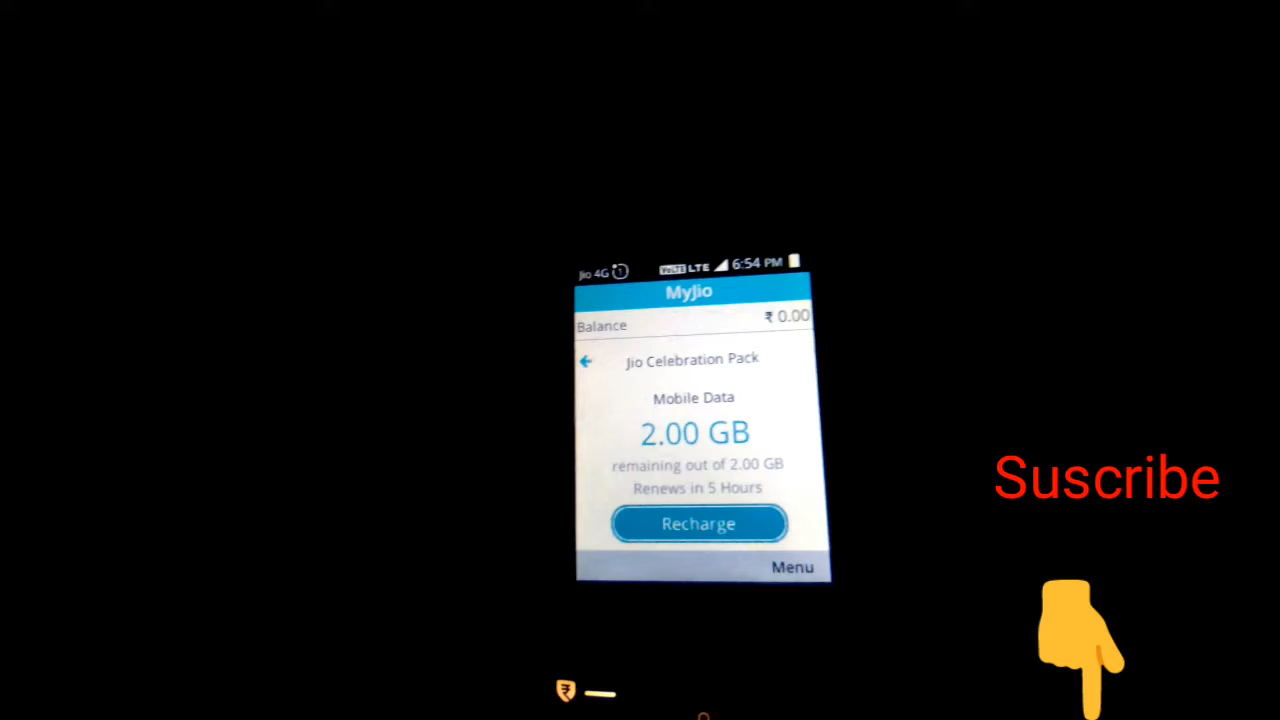 Jio 4G 1 VoLTE LTE 6:54 PM
MyJio
Balance ₹ 0.00
Jio Celebration Pack
Mobile Data
2.00 GB
remaining out of 2.00 GB
Renews in 5 Hours
Recharge
Menu
Suscribe
₹